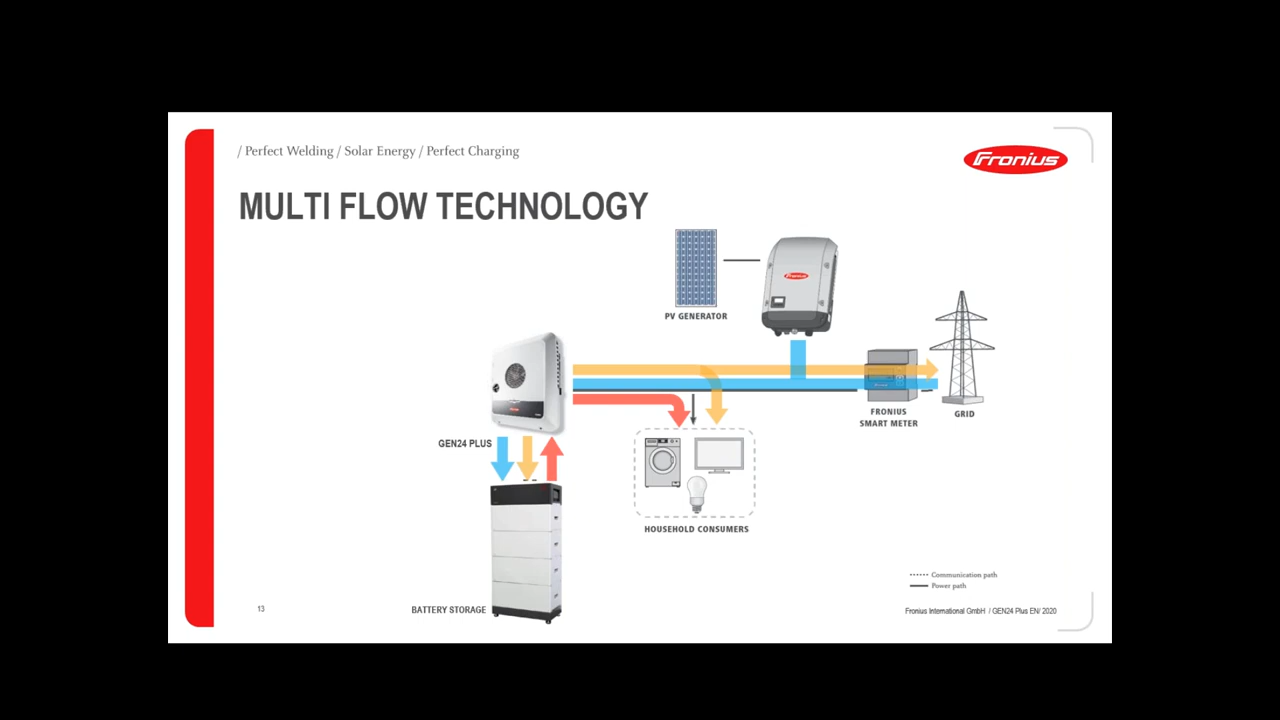 / Perfect Welding / Solar Energy / Perfect Charging
Fronius
MULTI FLOW TECHNOLOGY
Fronius
PV GENERATOR
FRONIUS
SMART METER
GRID
GEN24 PLUS
HOUSEHOLD CONSUMERS
Communication path
Power path
13
BATTERY STORAGE
Fronius International GmbH / GEN24 Plus EN/ 2020